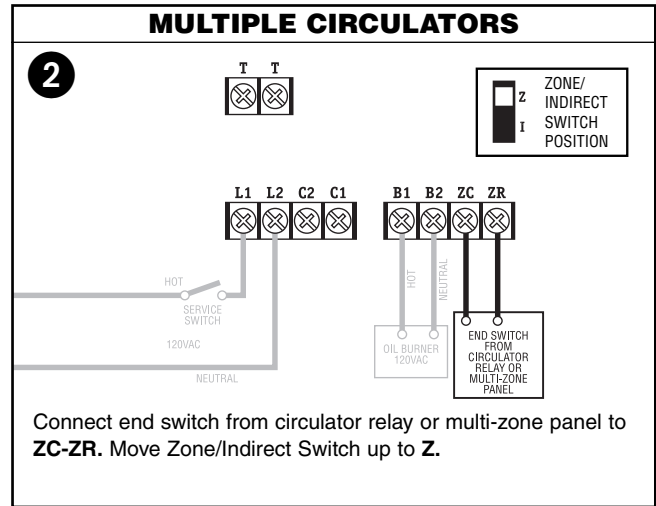 MULTIPLE CIRCULATORS
2
T T
Z
I
ZONE/
INDIRECT
SWITCH
POSITION
L1 L2 C2 C1
B1 B2 ZC ZR
HOT
SERVICE
SWITCH
120VAC
NEUTRAL
HOT
NEUTRAL
OIL BURNER
120VAC
END SWITCH
FROM
CIRCULATOR
RELAY OR
MULTI-ZONE
PANEL
Connect end switch from circulator relay or multi-zone panel to
ZC-ZR. Move Zone/Indirect Switch up to Z.